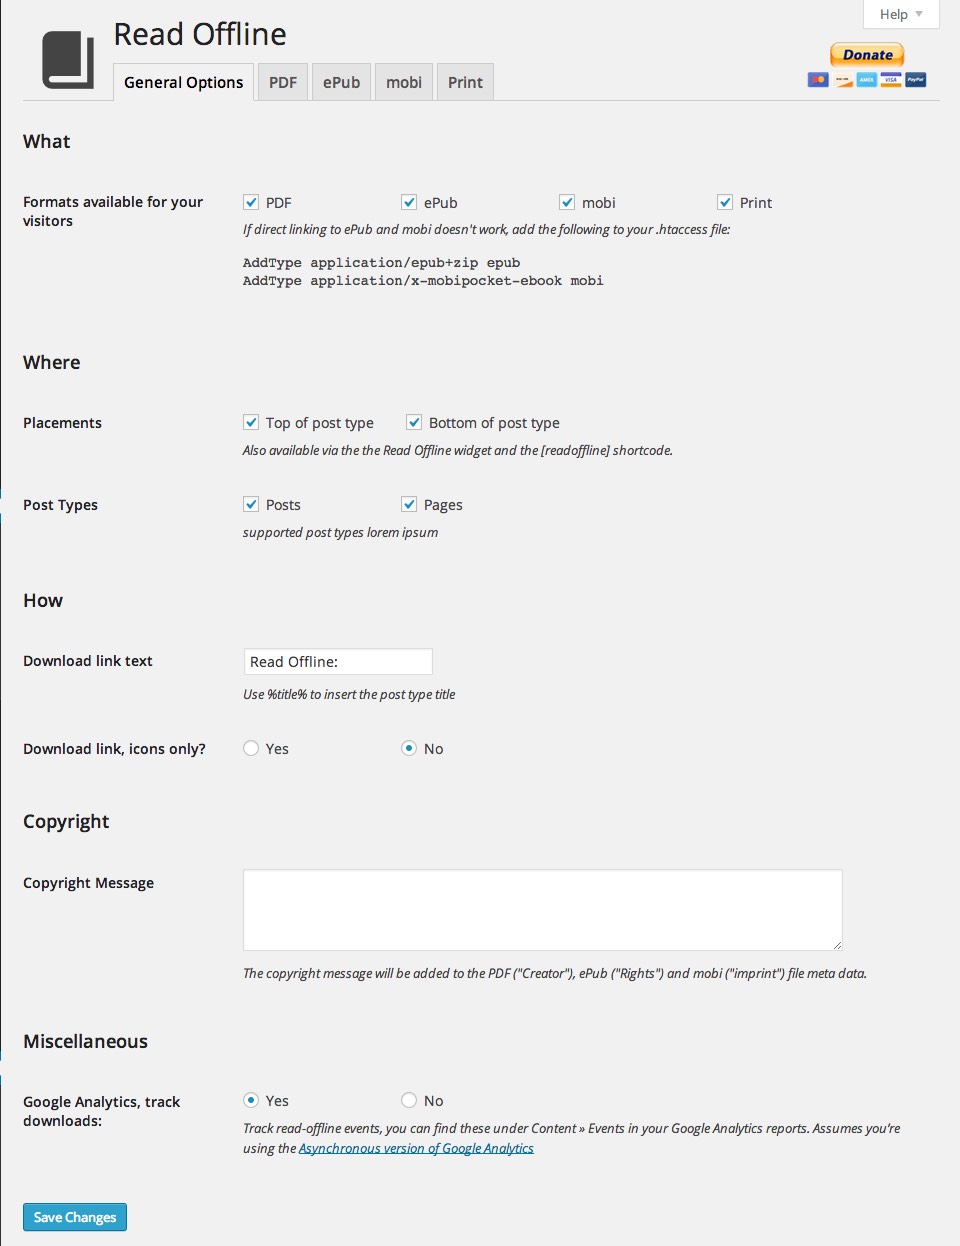 Help
Read Offline
Donate
General Options
PDF
ePub
mobi
Print
VISA
PayPal
What
Formats available for your
visitors
PDF
ePub
mobi
Print
If direct linking to ePub and mobi doesn't work, add the following to your .htaccess file:
AddType application/epub+zip epub
AddType application/x-mobipocket-ebook mobi
Where
Placements
Top of post type
Bottom of post type
Also available via the the Read Offline widget and the [readoffline] shortcode.
Post Types
Posts
Pages
supported post types lorem ipsum
How
Download link text
Read Offline:
Use %title% to insert the post type title
Download link, icons only?
Yes
No
Copyright
Copyright Message
The copyright message will be added to the PDF ("Creator"), ePub ("Rights") and mobi ("imprint") file meta data.
Miscellaneous
Google Analytics, track
downloads:
Yes
No
Track read-offline events, you can find these under Content » Events in your Google Analytics reports. Assumes you're
using the Asynchronous version of Google Analytics
Save Changes